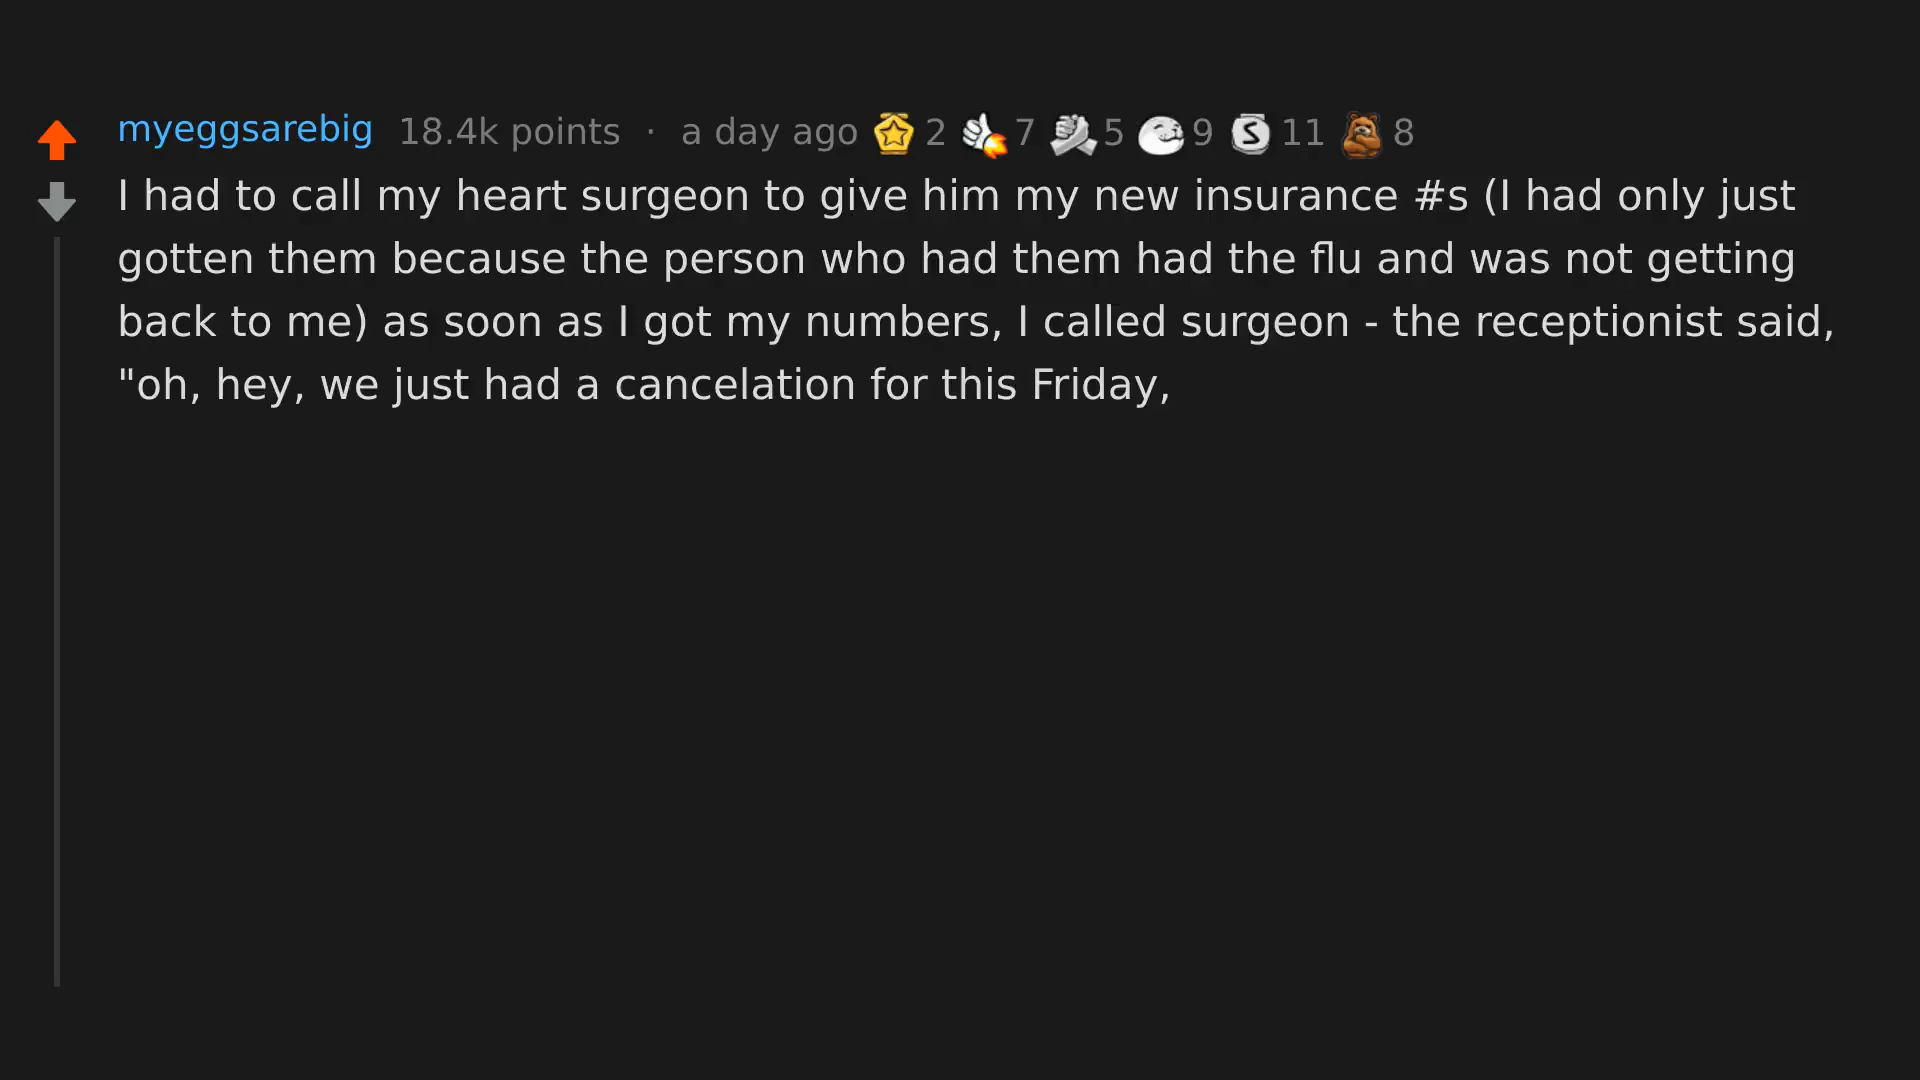 myeggsarebig 18.4k points · a day ago 2 7 5 9 S 11 8
I had to call my heart surgeon to give him my new insurance #s (I had only just
gotten them because the person who had them had the flu and was not getting
back to me) as soon as I got my numbers, I called surgeon - the receptionist said,
"oh, hey, we just had a cancelation for this Friday,